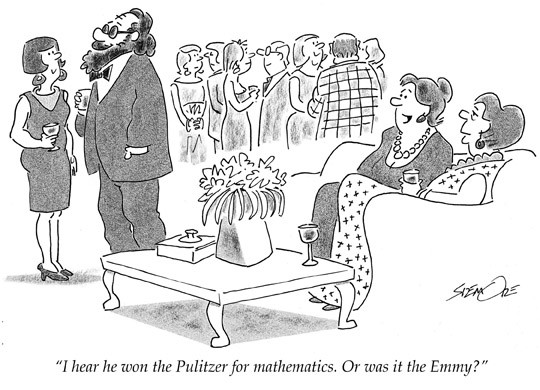 “I hear he won the Pulitzer for mathematics. Or was it the Emmy?”